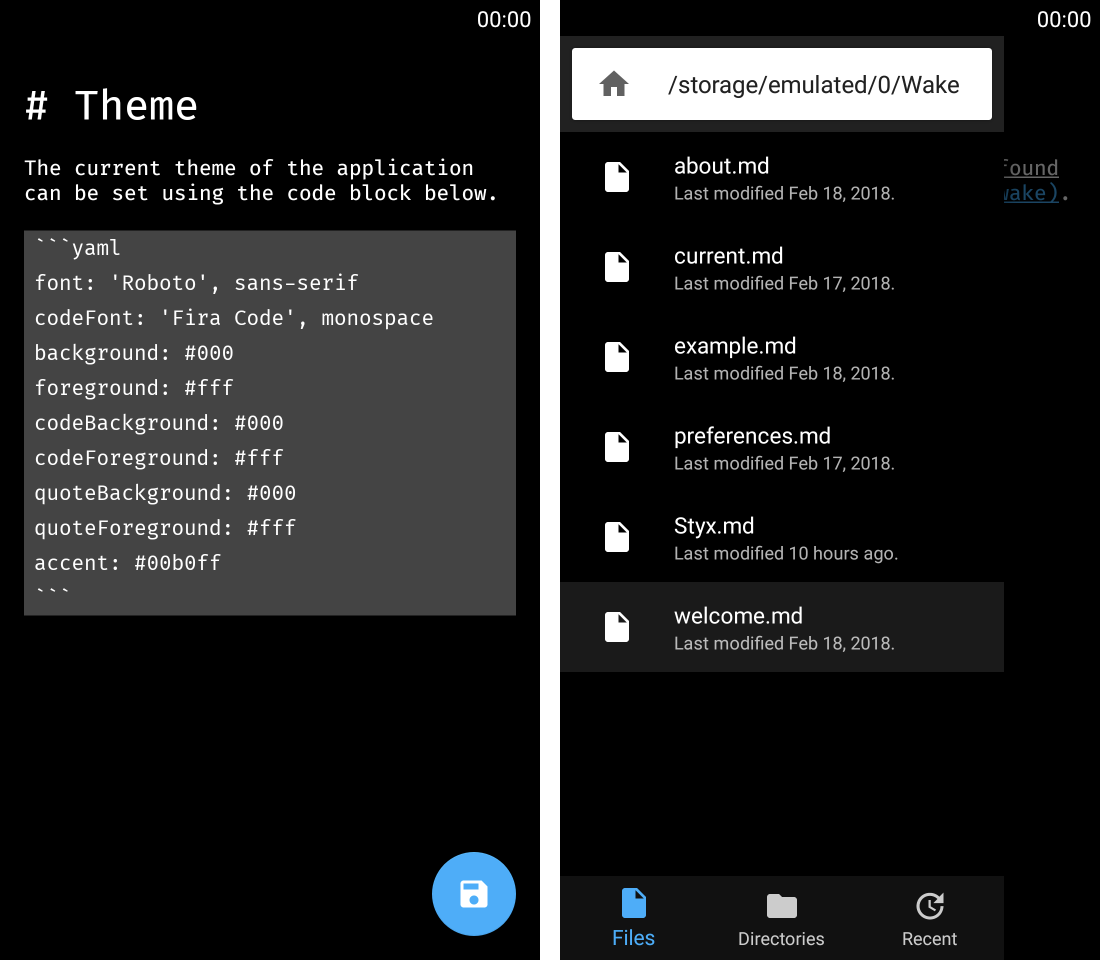 00:00
# Theme
The current theme of the application
can be set using the code block below.
```yaml
font: 'Roboto', sans-serif
codeFont: 'Fira Code', monospace
background: #000
foreground: #fff
codeBackground: #000
codeForeground: #fff
quoteBackground: #000
quoteForeground: #fff
accent: #00b0ff
```
00:00
/storage/emulated/0/Wake
about.md
Last modified Feb 18, 2018.
current.md
Last modified Feb 17, 2018.
example.md
Last modified Feb 18, 2018.
preferences.md
Last modified Feb 17, 2018.
Styx.md
Last modified 10 hours ago.
welcome.md
Last modified Feb 18, 2018.
ound
ake).
Files
Directories
Recent